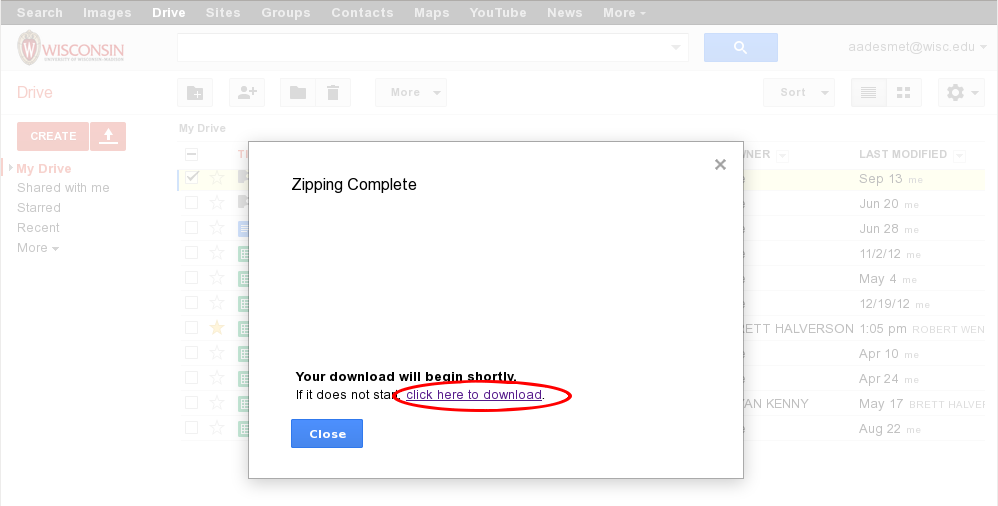 Search Images Drive Sites Groups Contacts Maps YouTube News More
WISCONSIN
UNIVERSITY OF WISCONSIN-MADISON
aadesmet@wisc.edu
Drive
More
Sort
My Drive
CREATE
NER LAST MODIFIED
My Drive
Sep 13 me
Shared with me
Jun 20 me
Starred
Recent
Jun 28 me
More
11/2/12 me
May 4 me
12/19/12 me
ETT HALVERSON 1:05 pm ROBERT WEN
Apr 10 me
Apr 24 me
AN KENNY May 17 BRETT HALVER
Aug 22 me
Zipping Complete
Your download will begin shortly.
If it does not start, click here to download.
Close